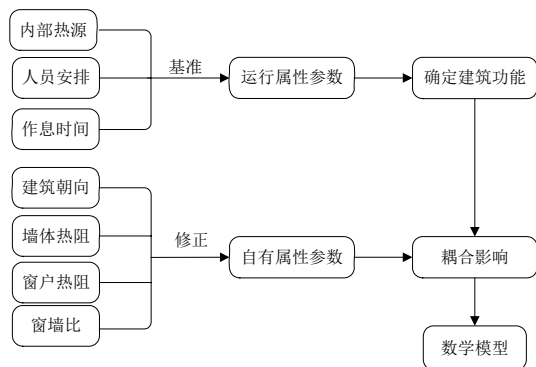 内部热源
人员安排
作息时间
基准
运行属性参数
确定建筑功能
建筑朝向
墙体热阻
窗户热阻
窗墙比
修正
自有属性参数
耦合影响
数学模型